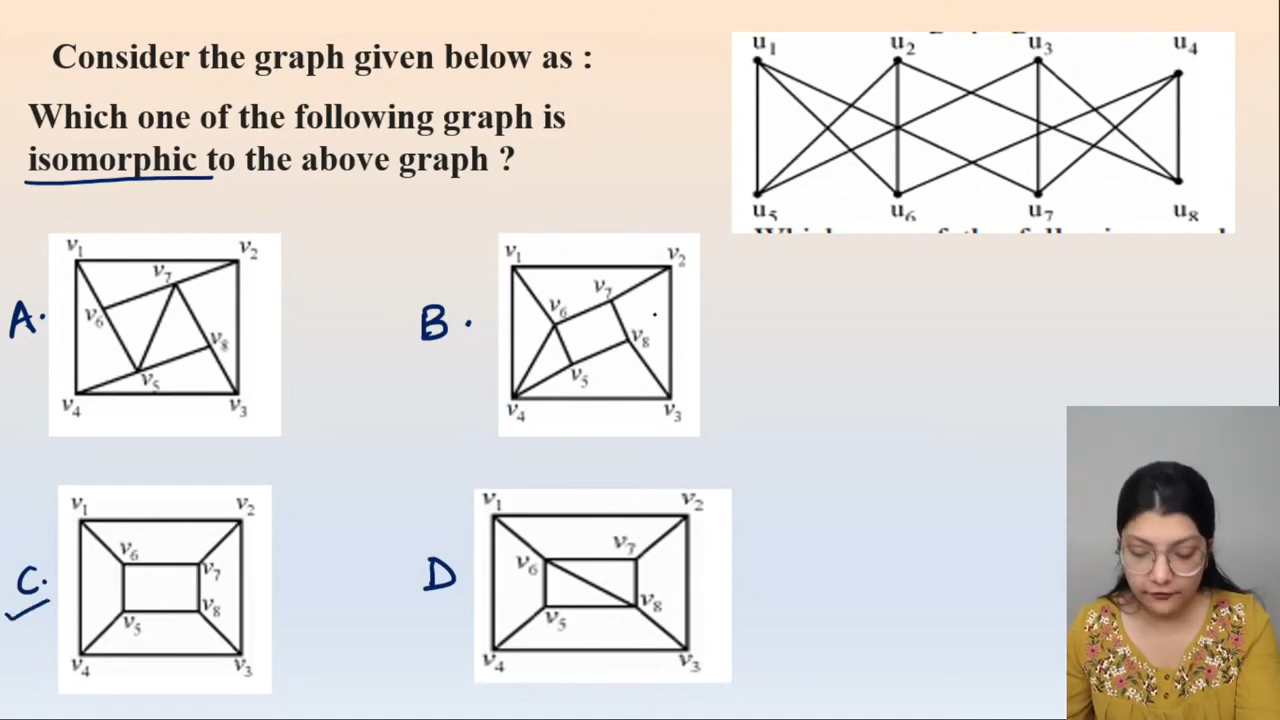 Consider the graph given below as :
Which one of the following graph is
isomorphic to the above graph ?
u1 u2 u3 u4
u5 u6 u7 u8
A.
v1 v2
v7
v6
v8
v5
v4 v3
B.
v1 v2
v7
v6
v8
v5
v4 v3
C.
v1 v2
v6
v7
v8
v5
v4 v3
D
v1 v2
v7
v6
v8
v5
v4 v3